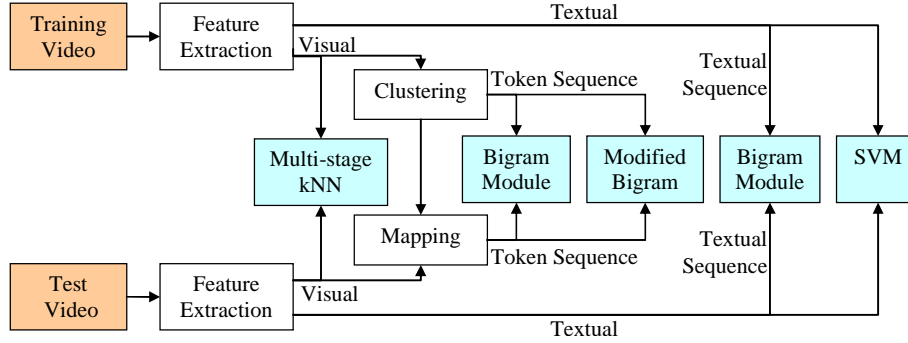 Training
Video
Feature
Extraction
Textual
Visual
Clustering
Token Sequence
Textual
Sequence
Multi-stage
kNN
Bigram
Module
Modified
Bigram
Bigram
Module
SVM
Mapping
Token Sequence
Textual
Sequence
Test
Video
Feature
Extraction
Visual
Textual